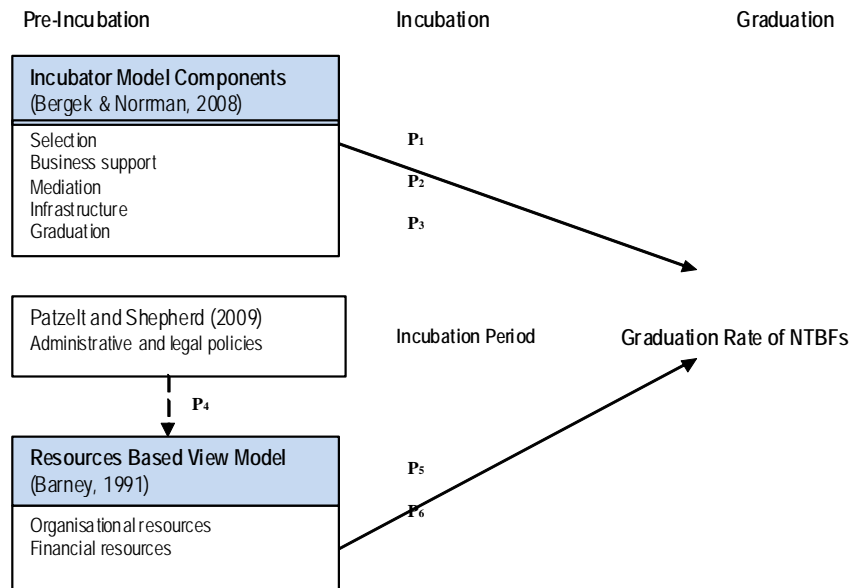 Pre-Incubation
Incubation
Graduation
Incubator Model Components
(Bergek & Norrman, 2008)
Selection
Business support
Mediation
Infrastructure
Graduation
P1
P2
P3
Patzelt and Shepherd (2009)
Administrative and legal policies
Incubation Period
Graduation Rate of NTBFs
P4
Resources Based View Model
(Barney, 1991)
Organisational resources
Financial resources
P5
P6